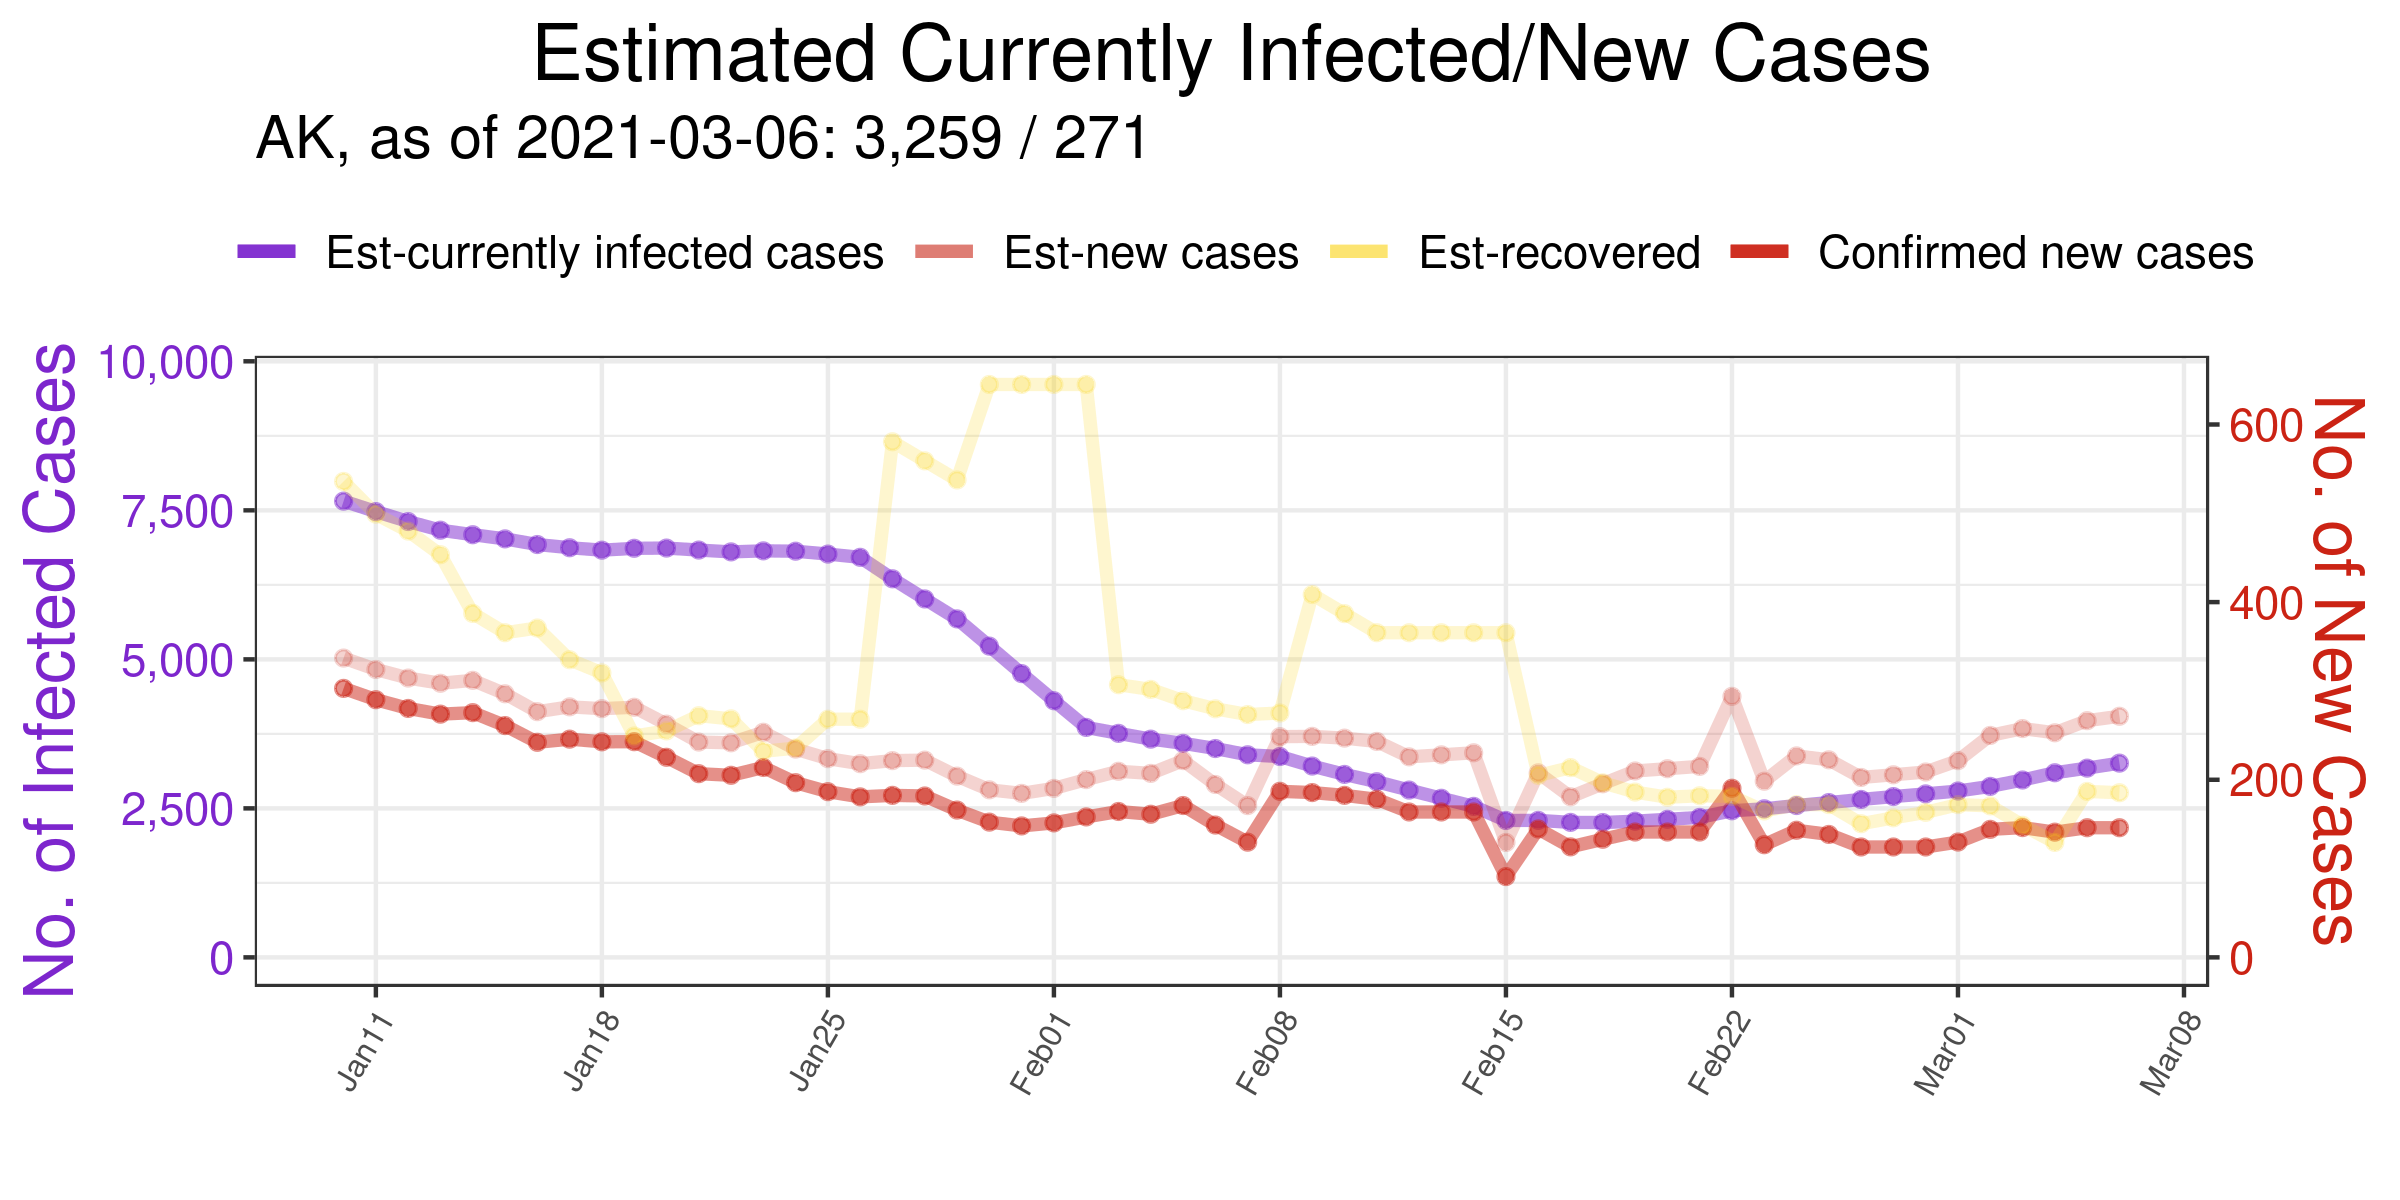 Estimated Currently Infected/New Cases
AK, as of 2021-03-06: 3,259 / 271
Est-currently infected cases Est-new cases Est-recovered Confirmed new cases
No. of Infected Cases
10,000
7,500
5,000
2,500
0
600
400
200
0
No. of New Cases
Jan11 Jan18 Jan25 Feb01 Feb08 Feb15 Feb22 Mar01 Mar08